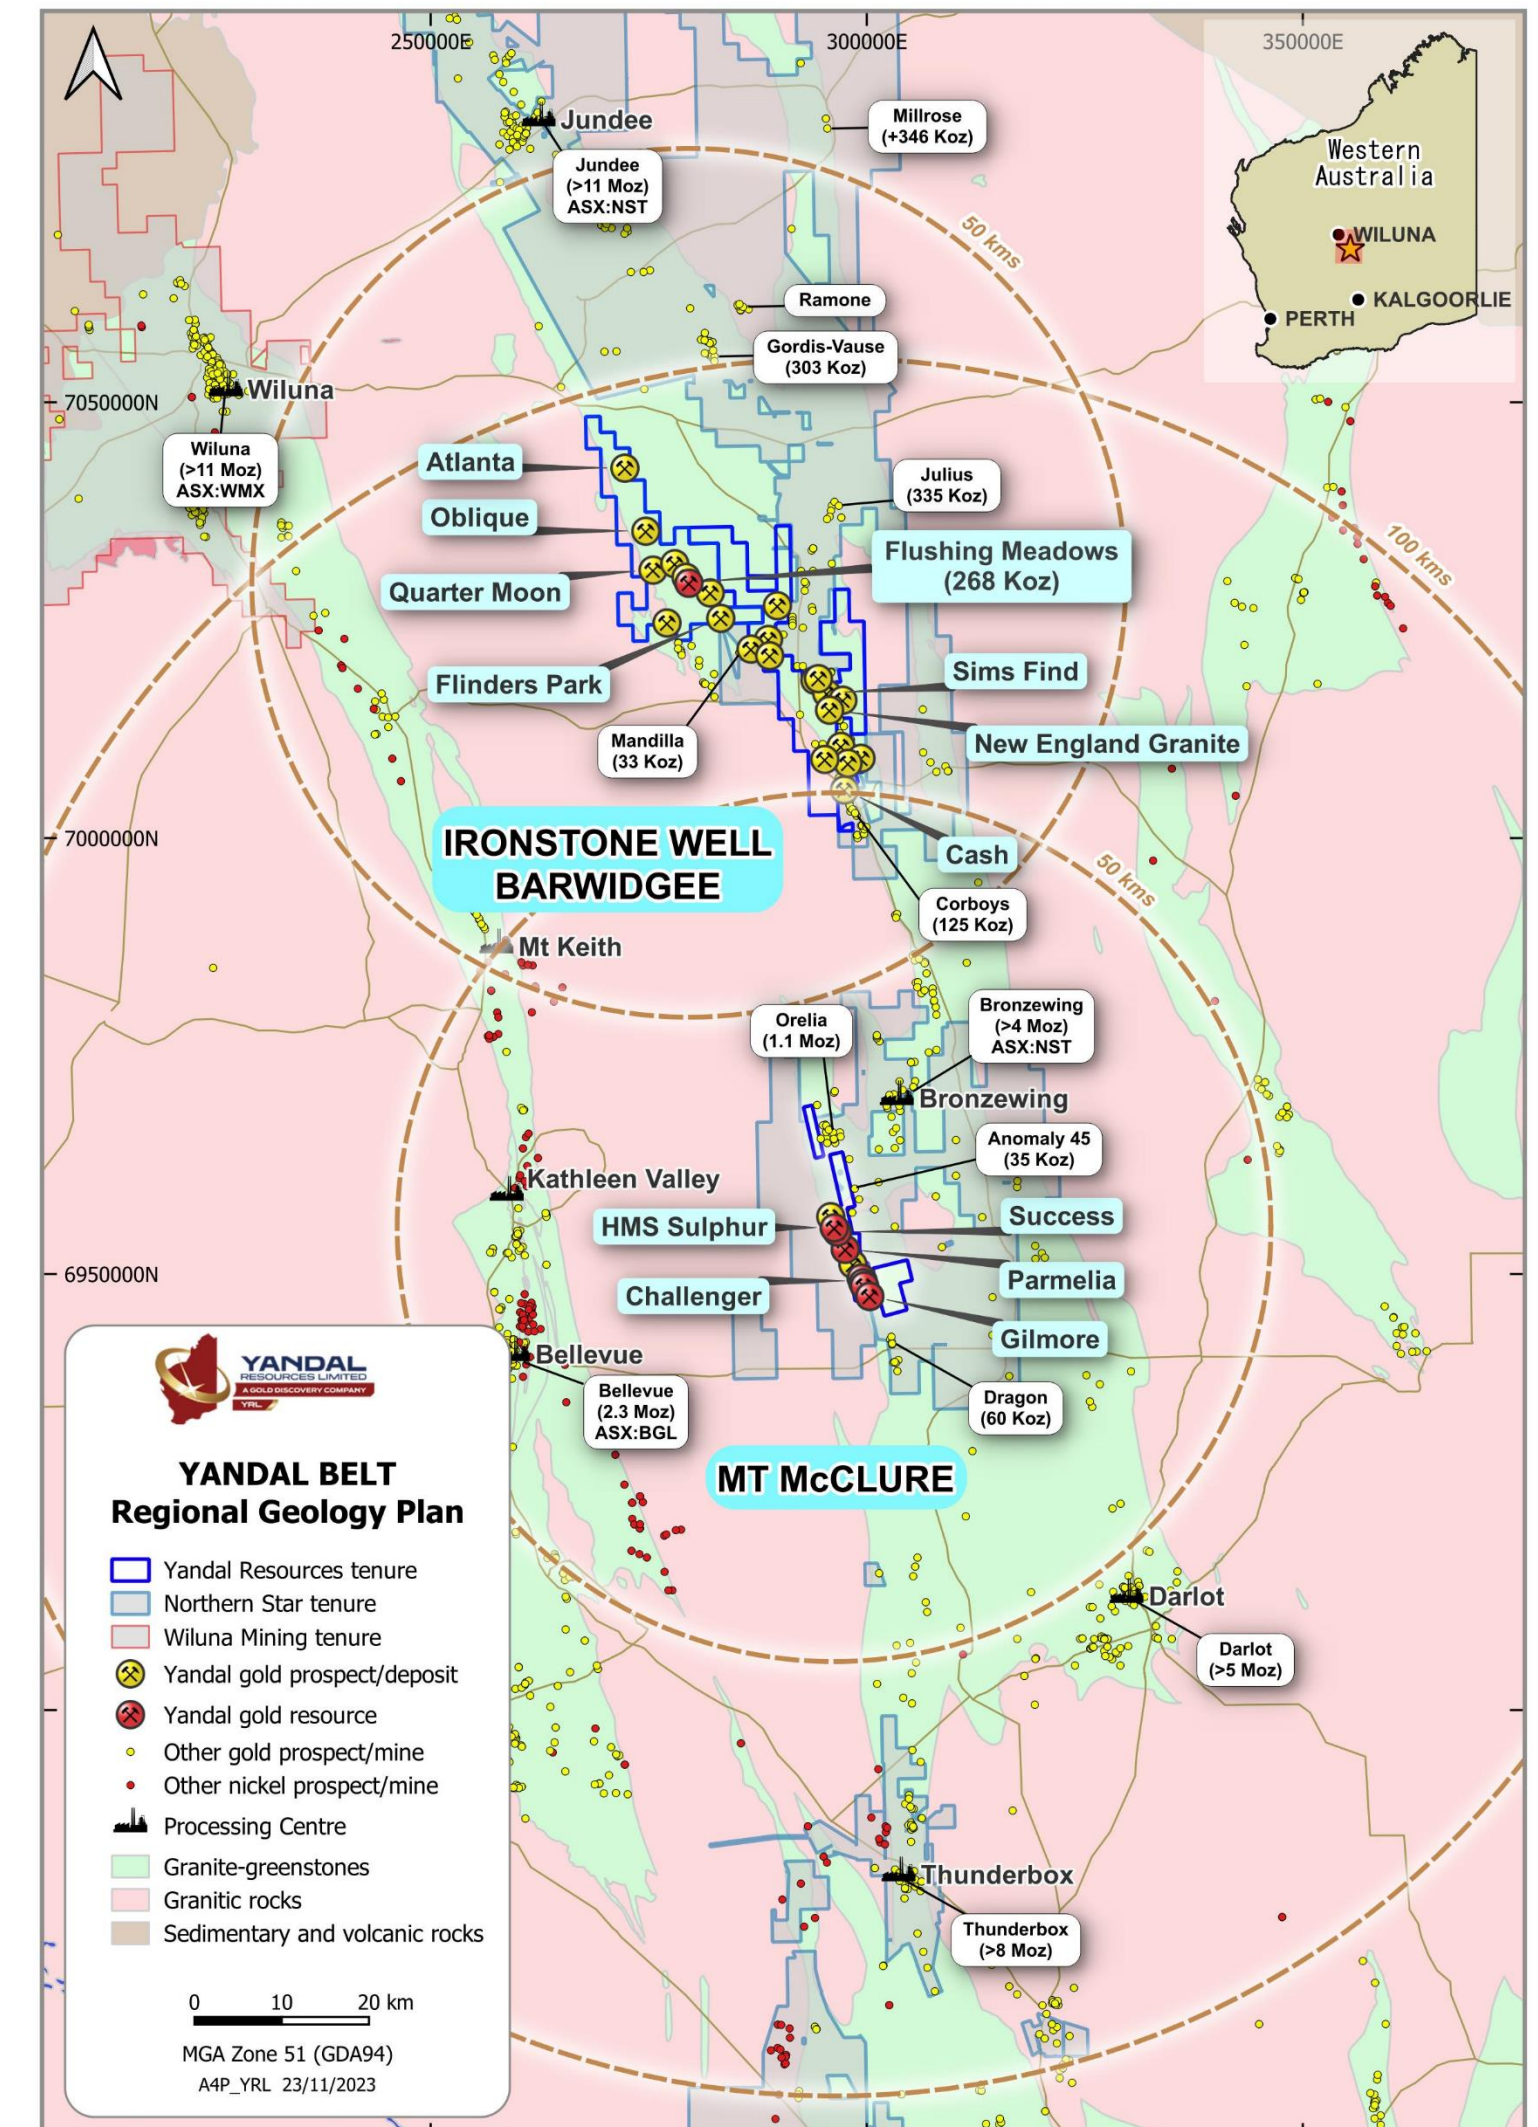 250000E
300000E
350000E
Jundee
Jundee
(>11 Moz)
ASX:NST
Millrose
(+346 Koz)
Western
Australia
WILUNA
KALGOORLIE
PERTH
50 kms
Ramone
Gordis-Vause
(303 Koz)
Wiluna
7050000N
Wiluna
(>11 Moz)
ASX:WMX
Atlanta
Julius
(335 Koz)
Oblique
Flushing Meadows
(268 Koz)
100 kms
Quarter Moon
Flinders Park
Sims Find
Mandilla
(33 Koz)
New England Granite
7000000N
IRONSTONE WELL
BARWIDGEE
Cash
50 kms
Corboys
(125 Koz)
Mt Keith
Orelia
(1.1 Moz)
Bronzewing
(>4 Moz)
ASX:NST
Bronzewing
Anomaly 45
(35 Koz)
Kathleen Valley
HMS Sulphur
Success
6950000N
Parmelia
Challenger
Gilmore
Bellevue
Bellevue
(2.3 Moz)
ASX:BGL
Dragon
(60 Koz)
MT McCLURE
YANDAL
RESOURCES LIMITED
A GOLD DISCOVERY COMPANY
YRL
YANDAL BELT
Regional Geology Plan
Yandal Resources tenure
Northern Star tenure
Wiluna Mining tenure
Yandal gold prospect/deposit
Yandal gold resource
Other gold prospect/mine
Other nickel prospect/mine
Processing Centre
Granite-greenstones
Granitic rocks
Sedimentary and volcanic rocks
0 10 20 km
MGA Zone 51 (GDA94)
A4P_YRL 23/11/2023
Darlot
Darlot
(>5 Moz)
Thunderbox
Thunderbox
(>8 Moz)